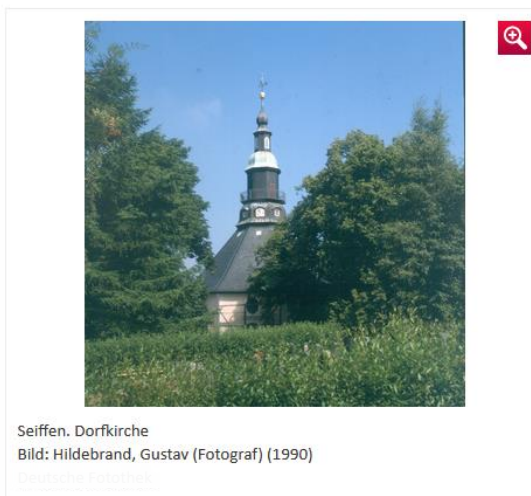 Seiffen. Dorfkirche
Bild: Hildebrand, Gustav (Fotograf) (1990)
Deutsche Fotothek